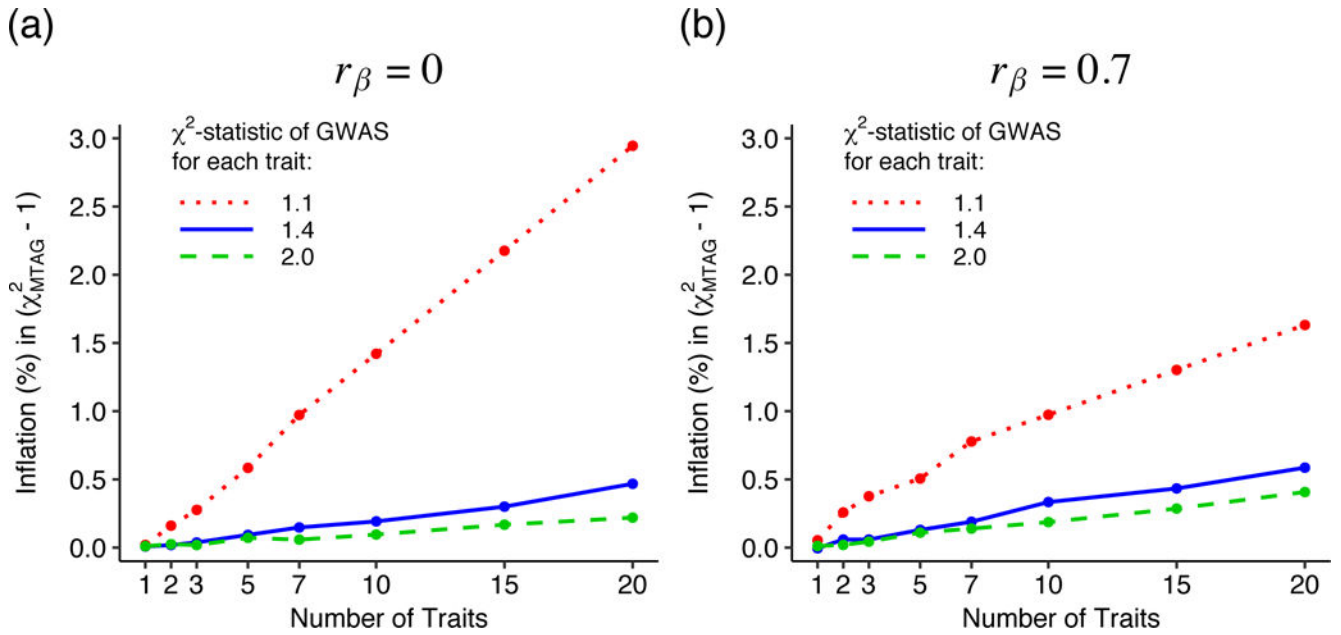 (a)
rβ = 0
χ²-statistic of GWAS
for each trait:
1.1
1.4
2.0
Inflation (%) in (χ²MTAG - 1)
3.0
2.5
2.0
1.5
1.0
0.5
0.0
1 2 3 5 7 10 15 20
Number of Traits
(b)
rβ = 0.7
χ²-statistic of GWAS
for each trait:
1.1
1.4
2.0
Inflation (%) in (χ²MTAG - 1)
3.0
2.5
2.0
1.5
1.0
0.5
0.0
1 2 3 5 7 10 15 20
Number of Traits